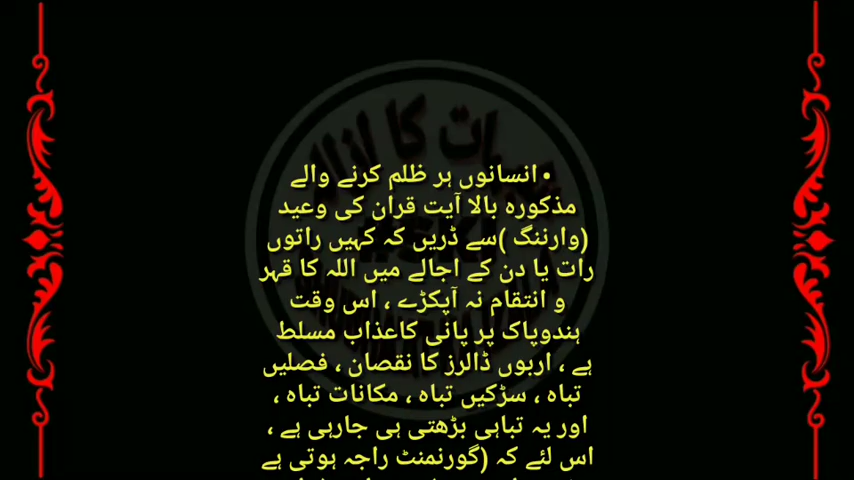 • انسانوں ہر ظلم کرنے والے
مذکورہ بالا آیت قران کی وعید
(وارننگ )سے ڈریں کہ کہیں راتوں
رات یا دن کے اجالے میں اللہ کا قہر
و انتقام نہ آپکڑے ، اس وقت
ہندوپاک پر پانی کاعذاب مسلط
ہے ، اربوں ڈالرز کا نقصان ، فصلیں
تباہ ، سڑکیں تباہ ، مکانات تباہ ،
اور یہ تباہی بڑھتی ہی جارہی ہے ،
اس لئے کہ (گورنمنٹ راجہ ہوتی ہے